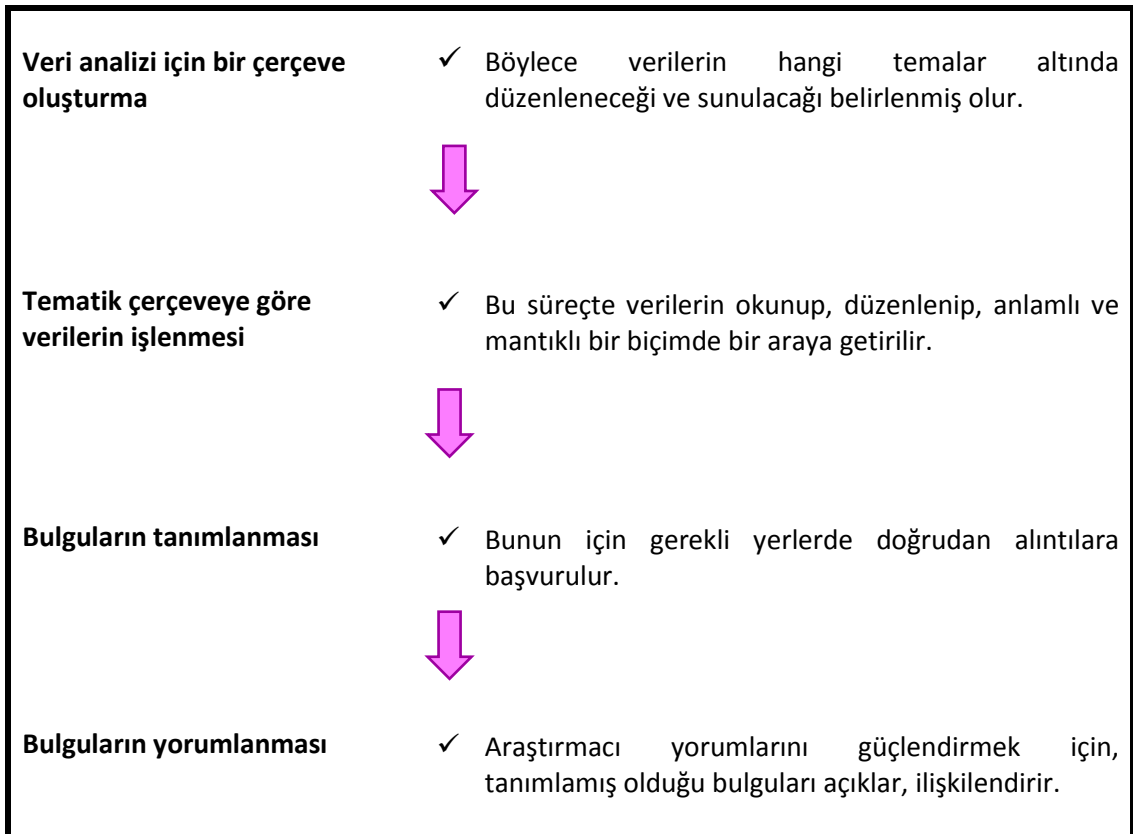 Veri analizi için bir çerçeve
oluşturma
✓ Böylece verilerin hangi temalar altında
düzenleneceği ve sunulacağı belirlenmiş olur.
Tematik çerçeveye göre
verilerin işlenmesi
✓ Bu süreçte verilerin okunup, düzenlenip, anlamlı ve
mantıklı bir biçimde bir araya getirilir.
Bulguların tanımlanması
✓ Bunun için gerekli yerlerde doğrudan alıntılara
başvurulur.
Bulguların yorumlanması
✓ Araştırmacı yorumlarını güçlendirmek için,
tanımlamış olduğu bulguları açıklar, ilişkilendirir.